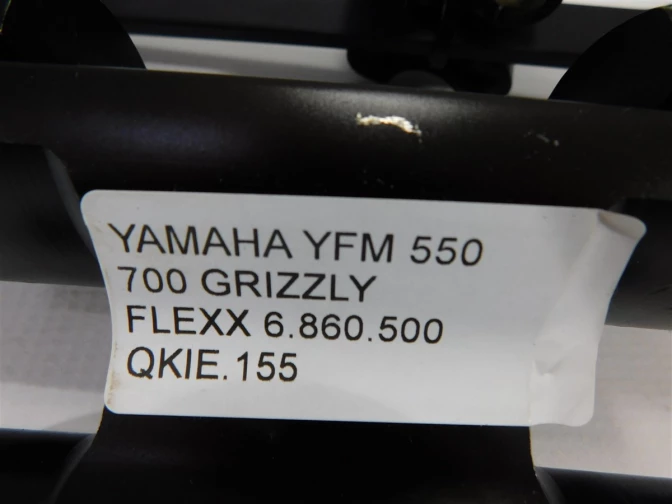 YAMAHA YFM 550
700 GRIZZLY
FLEXX 6.860.500
QKIE.155